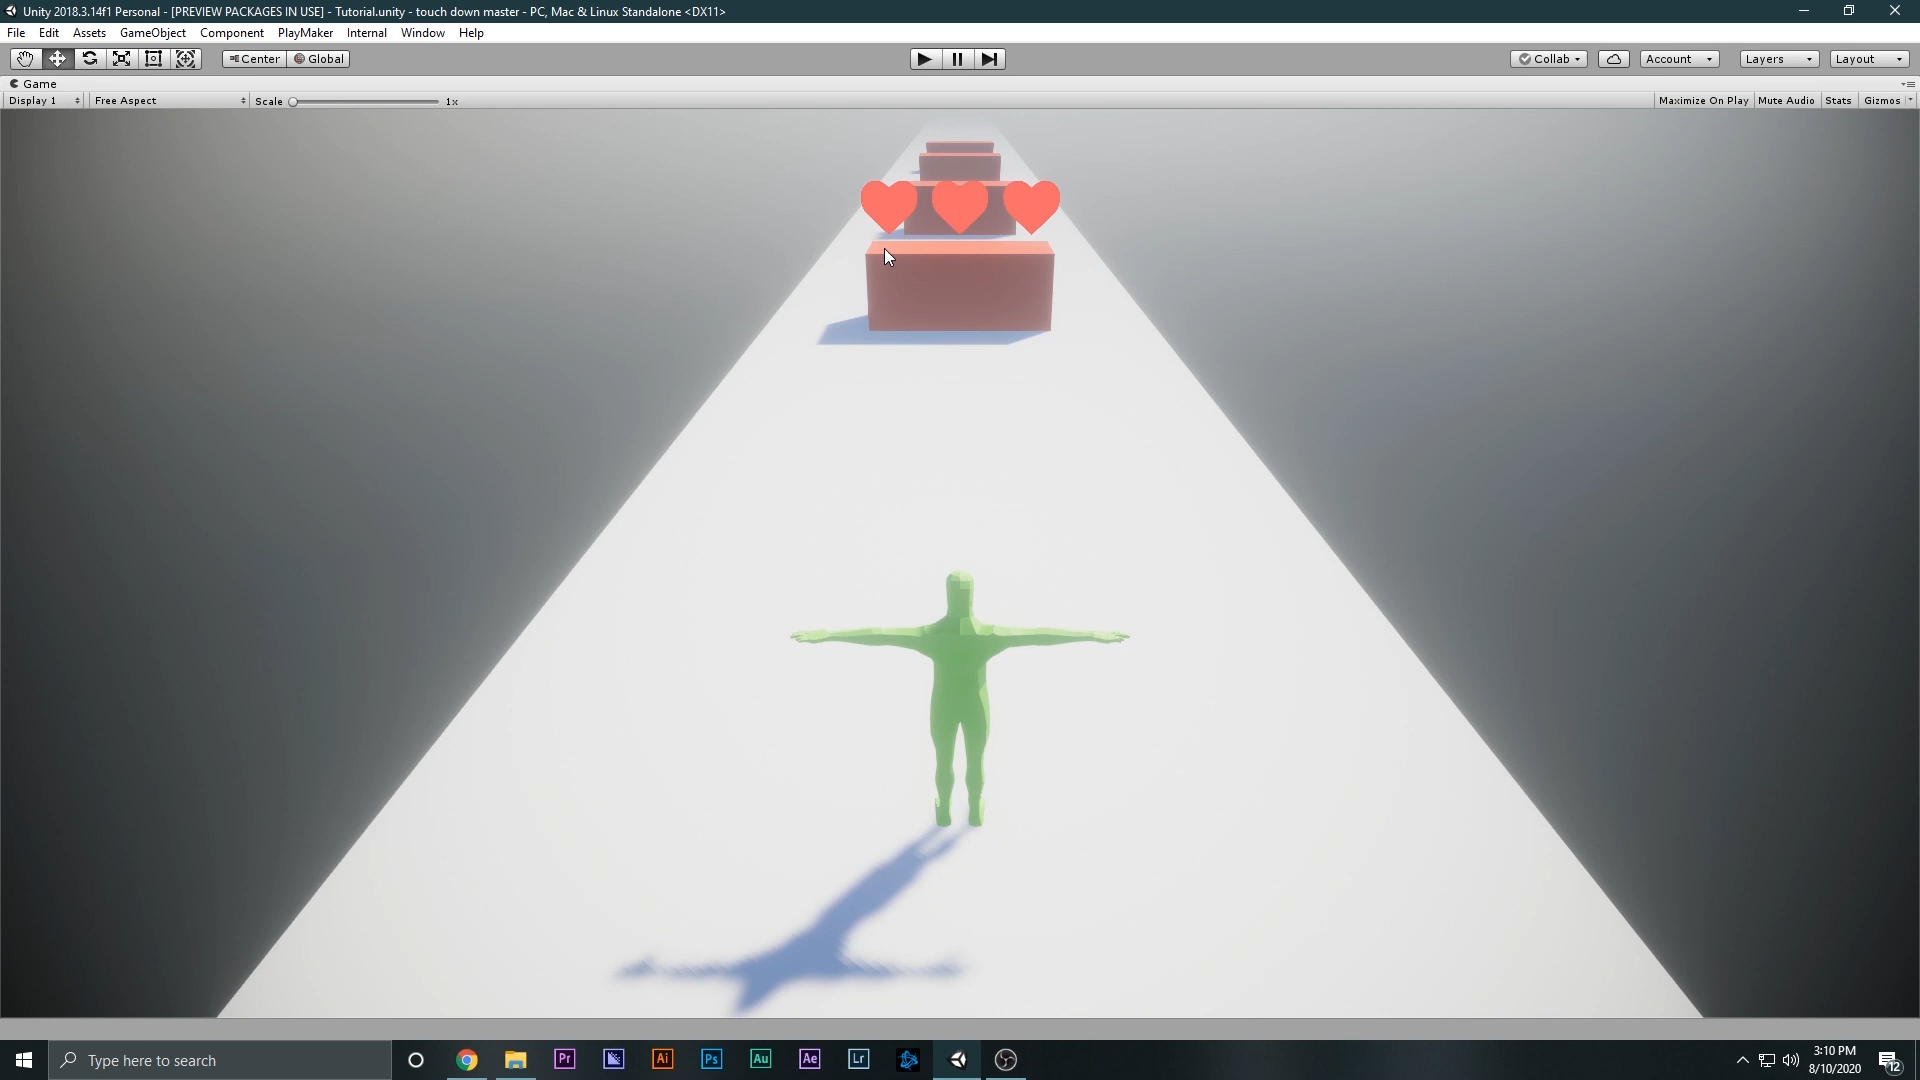 Unity 2018.3.14f1 Personal - [PREVIEW PACKAGES IN USE] - Tutorial.unity - touch down master - PC, Mac & Linux Standalone <DX11>
File Edit Assets GameObject Component PlayMaker Internal Window Help
Center Global Collab Account Layers Layout
Game
Display 1 Free Aspect Scale 1x Maximize On Play Mute Audio Stats Gizmos
Type here to search
Pr Ai Ps Au Ae Lr
3:10 PM
8/10/2020
12